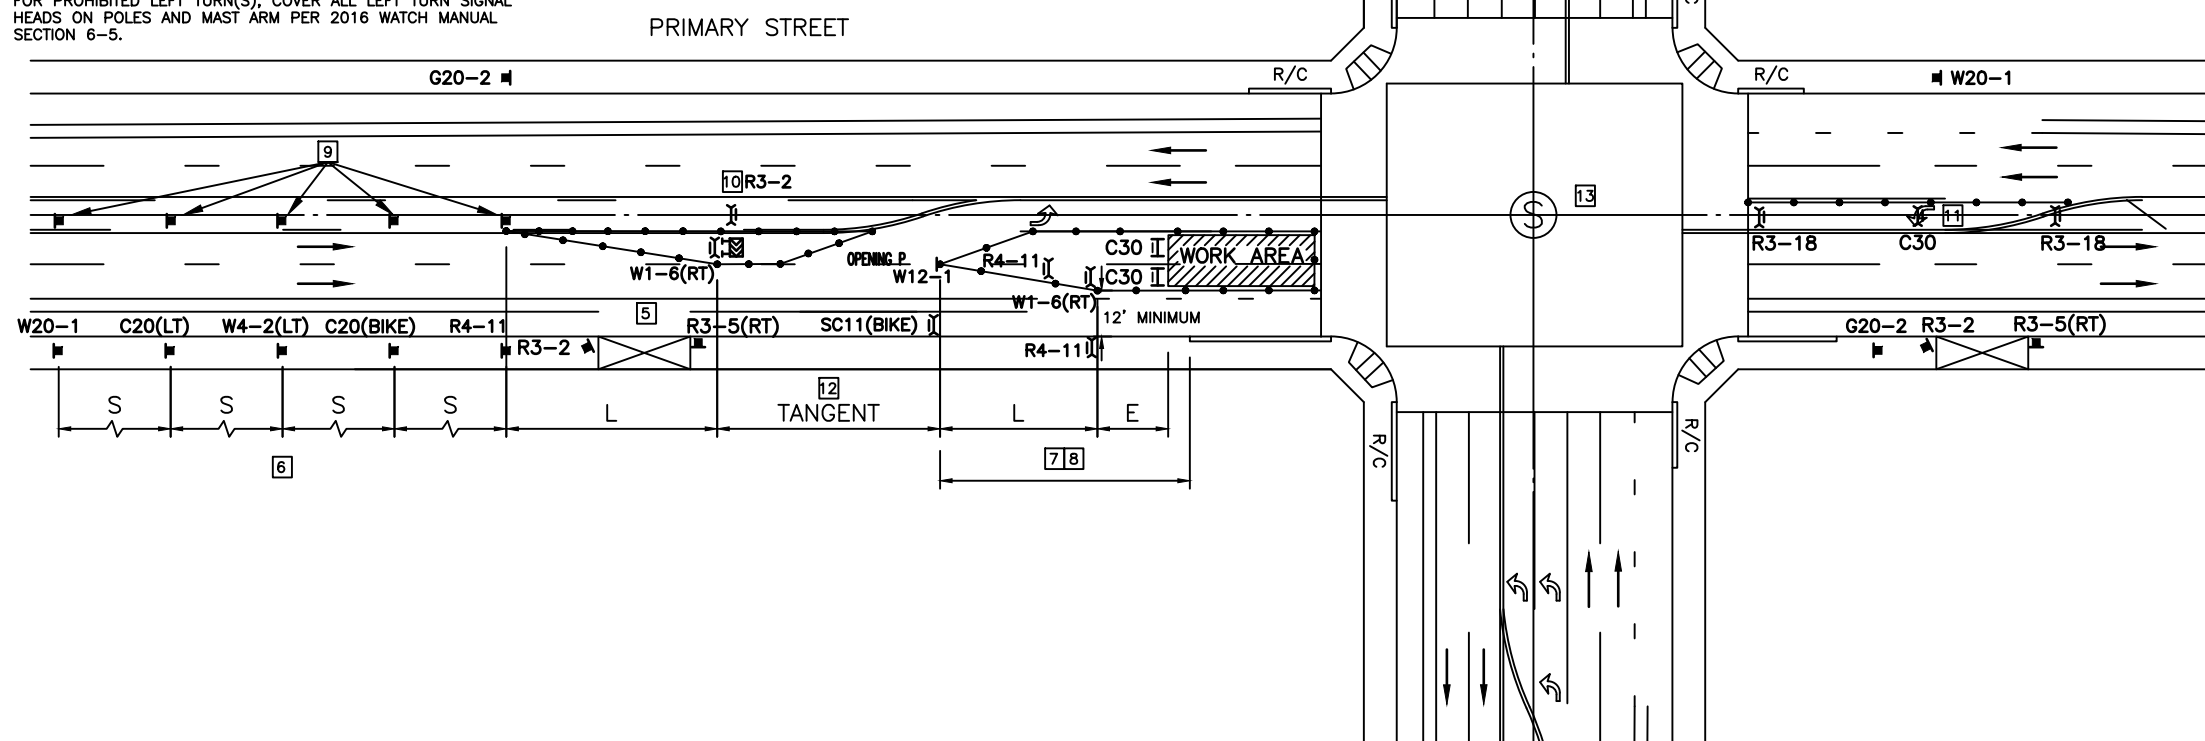 FOR PROHIBITED LEFT TURN(S), COVER ALL LEFT TURN SIGNAL
HEADS ON POLES AND MAST ARM PER 2016 WATCH MANUAL
SECTION 6-5.
PRIMARY STREET
G20-2
R/C
R/C
W20-1
9
10 R3-2
13
S
11
R3-18
C30
R3-18
C30
WORK AREA
C30
OPENING P
R4-11
W12-1
W1-6(RT)
W1-6(RT)
5
12' MINIMUM
W20-1
C20(LT)
W4-2(LT)
C20(BIKE)
R4-11
R3-2
R3-5(RT)
SC11(BIKE)
R4-11
G20-2
R3-2
R3-5(RT)
12
S
S
S
S
L
TANGENT
L
E
6
7 8
R/C
R/C